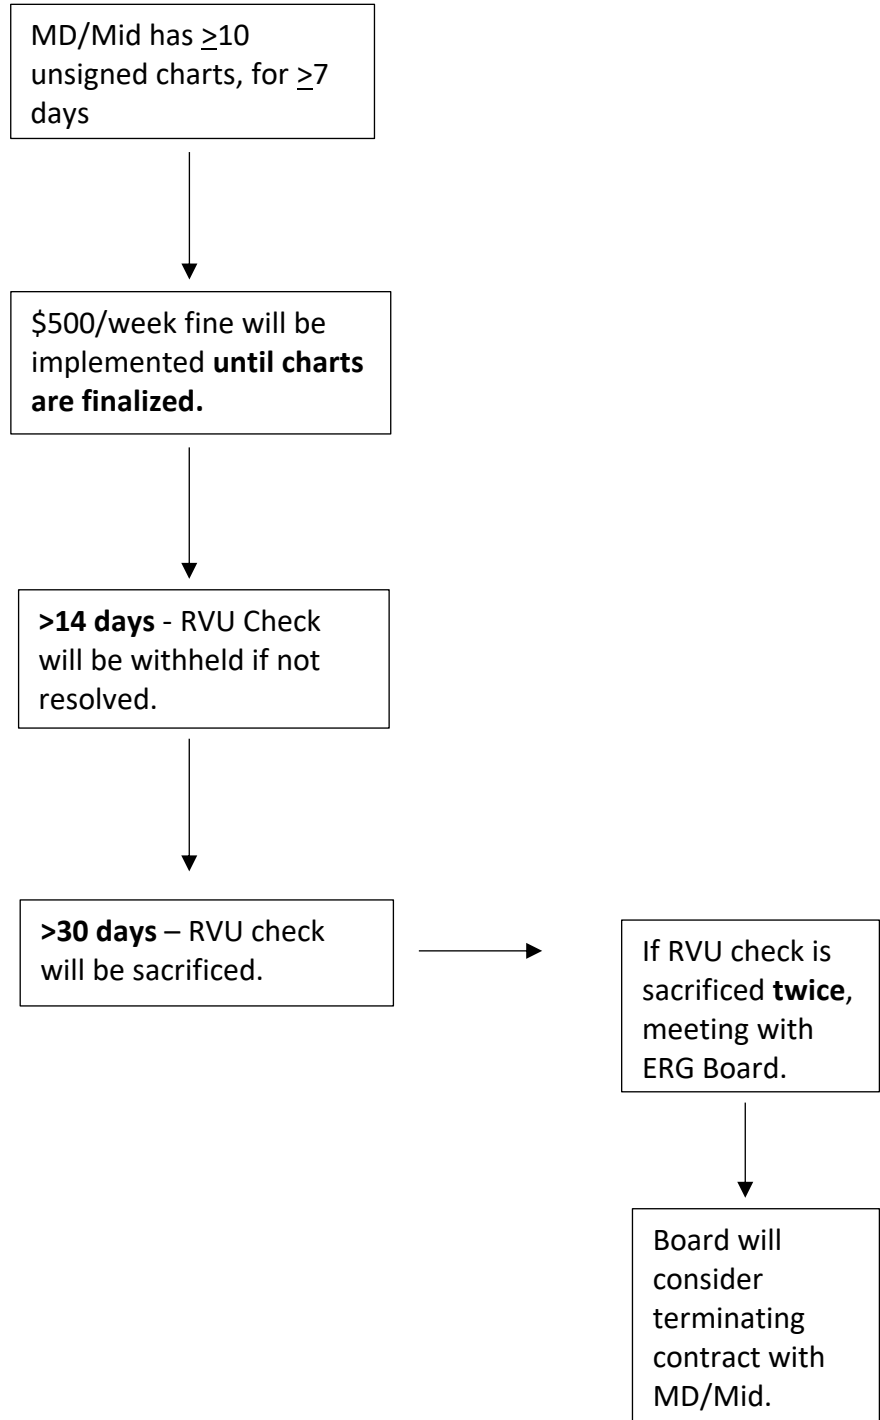 MD/Mid has >10
unsigned charts, for >7
days
$500/week fine will be
implemented until charts
are finalized.
>14 days - RVU Check
will be withheld if not
resolved.
>30 days – RVU check
will be sacrificed.
If RVU check is
sacrificed twice,
meeting with
ERG Board.
Board will
consider
terminating
contract with
MD/Mid.